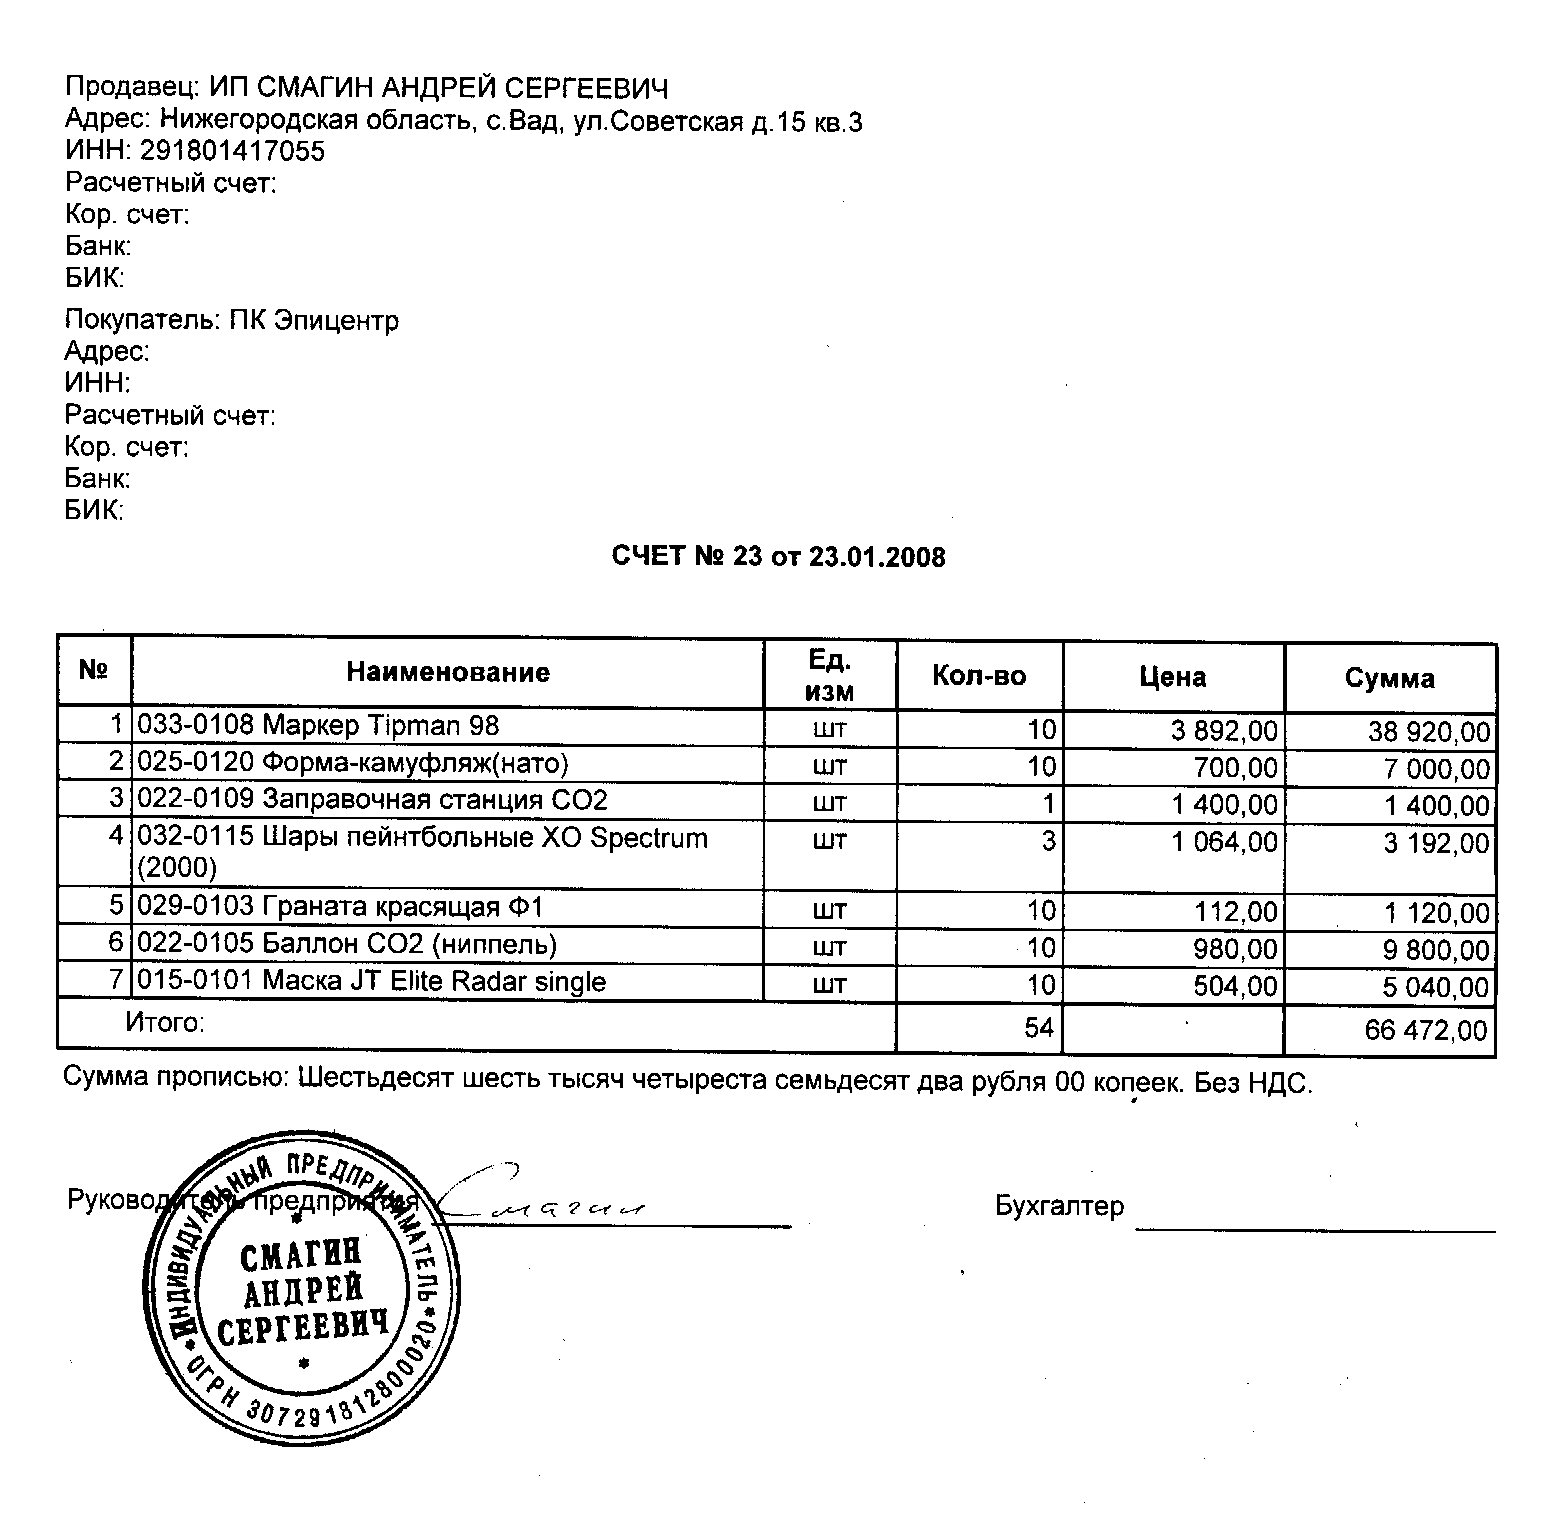 Продавец: ИП СМАГИН АНДРЕЙ СЕРГЕЕВИЧ
Адрес: Нижегородская область, с.Вад, ул.Советская д.15 кв.3
ИНН: 291801417055
Расчетный счет:
Кор. счет:
Банк:
БИК:
Покупатель: ПК Эпицентр
Адрес:
ИНН:
Расчетный счет:
Кор. счет:
Банк:
БИК:
СЧЕТ № 23 от 23.01.2008
№ Наименование Ед. изм Кол-во Цена Сумма
1 033-0108 Маркер Tipman 98 шт 10 3 892,00 38 920,00
2 025-0120 Форма-камуфляж(нато) шт 10 700,00 7 000,00
3 022-0109 Заправочная станция СО2 шт 1 1 400,00 1 400,00
4 032-0115 Шары пейнтбольные XO Spectrum шт 3 1 064,00 3 192,00
(2000)
5 029-0103 Граната красящая Ф1 шт 10 112,00 1 120,00
6 022-0105 Баллон СО2 (ниппель) шт 10 980,00 9 800,00
7 015-0101 Маска JT Elite Radar single шт 10 504,00 5 040,00
Итого: 54 66 472,00
Сумма прописью: Шестьдесят шесть тысяч четыреста семьдесят два рубля 00 копеек. Без НДС.
Руководитель предприятия Смагин Бухгалтер
ИНДИВИДУАЛЬНЫЙ ПРЕДПРИНИМАТЕЛЬ
СМАГИН
АНДРЕЙ
СЕРГЕЕВИЧ
ОГРН 307291812800020